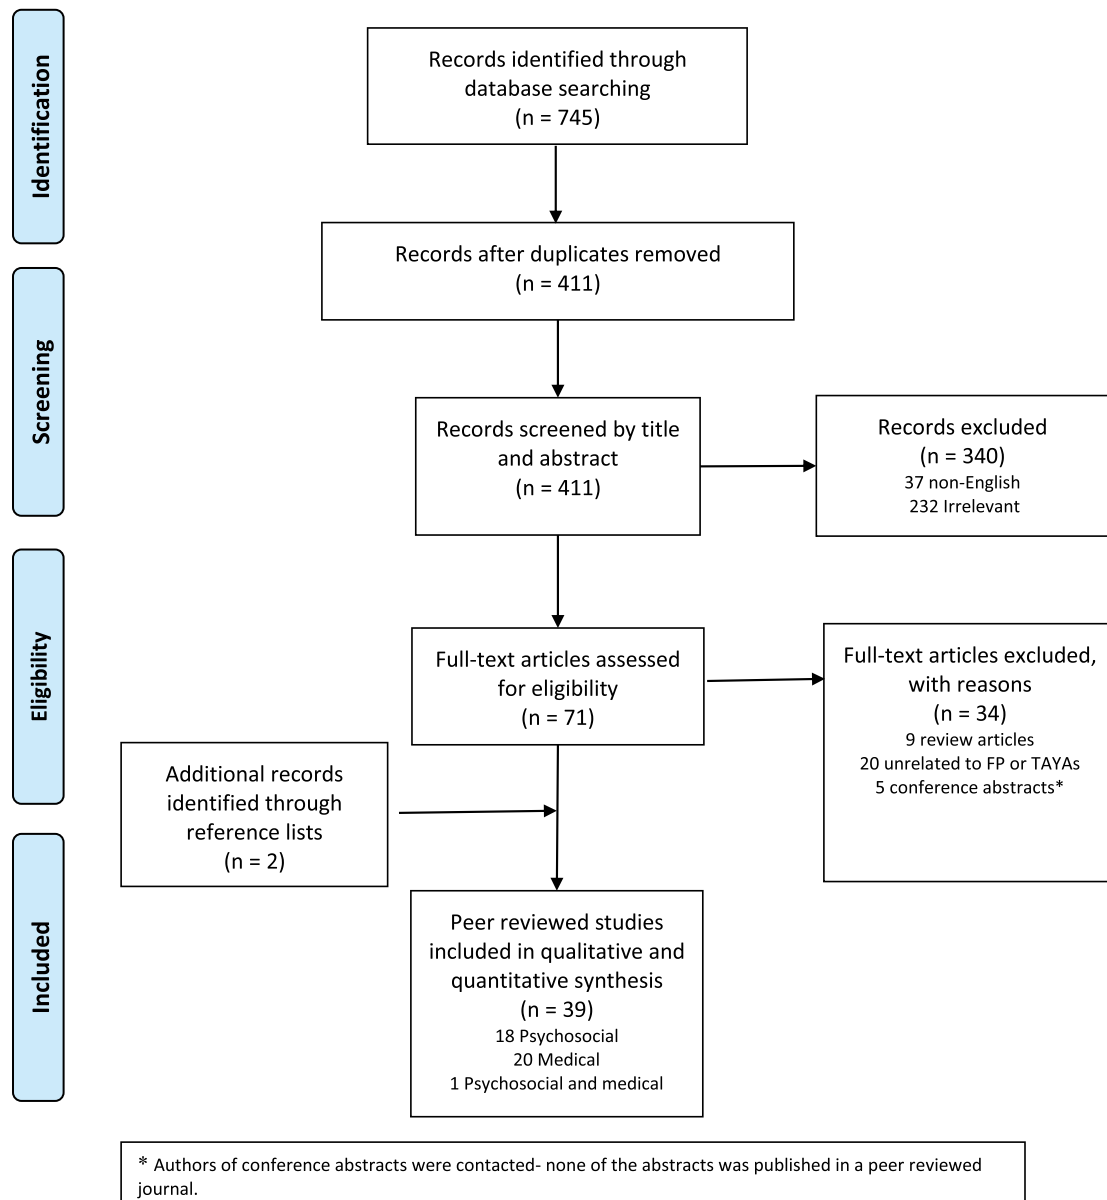 Identification
Records identified through
database searching
(n = 745)
Records after duplicates removed
(n = 411)
Screening
Records screened by title
and abstract
(n = 411)
Records excluded
(n = 340)
37 non-English
232 Irrelevant
Eligibility
Full-text articles assessed
for eligibility
(n = 71)
Full-text articles excluded,
with reasons
(n = 34)
9 review articles
20 unrelated to FP or TAYAs
5 conference abstracts*
Additional records
identified through
reference lists
(n = 2)
Included
Peer reviewed studies
included in qualitative and
quantitative synthesis
(n = 39)
18 Psychosocial
20 Medical
1 Psychosocial and medical
* Authors of conference abstracts were contacted- none of the abstracts was published in a peer reviewed
journal.